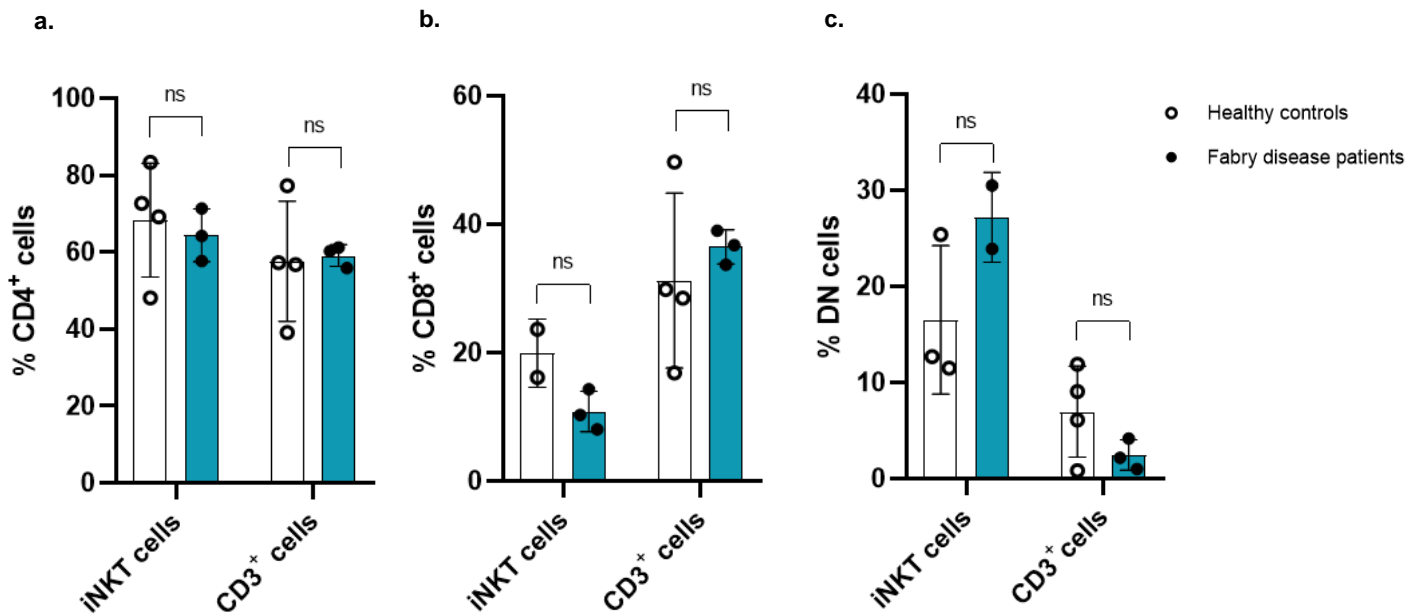 a.
% CD4⁺ cells
100
80
60
40
20
0
ns
ns
iNKT cells
CD3⁺ cells
b.
% CD8⁺ cells
60
40
20
0
ns
ns
iNKT cells
CD3⁺ cells
c.
% DN cells
40
30
20
10
0
ns
ns
iNKT cells
CD3⁺ cells
Healthy controls
Fabry disease patients